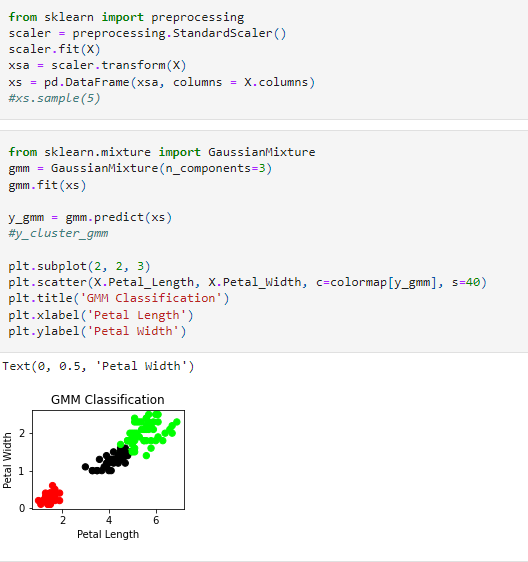 from sklearn import preprocessing
scaler = preprocessing.StandardScaler()
scaler.fit(X)
xsa = scaler.transform(X)
xs = pd.DataFrame(xsa, columns = X.columns)
#xs.sample(5)
from sklearn.mixture import GaussianMixture
gmm = GaussianMixture(n_components=3)
gmm.fit(xs)
y_gmm = gmm.predict(xs)
#y_cluster_gmm
plt.subplot(2, 2, 3)
plt.scatter(X.Petal_Length, X.Petal_Width, c=colormap[y_gmm], s=40)
plt.title('GMM Classification')
plt.xlabel('Petal Length')
plt.ylabel('Petal Width')
Text(0, 0.5, 'Petal Width')
GMM Classification
Petal Width
2
1
0
2 4 6
Petal Length